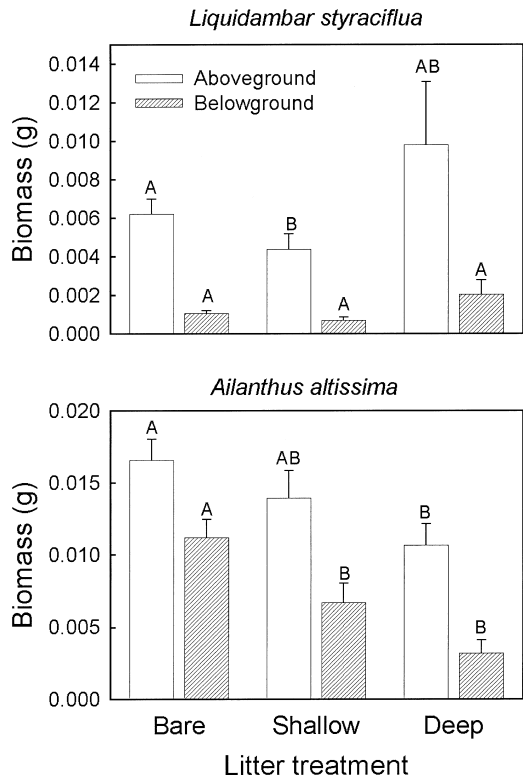 Liquidambar styraciflua
0.014
0.012
0.010
0.008
0.006
0.004
0.002
0.000
Biomass (g)
Aboveground
Belowground
A
A
B
A
AB
A
Ailanthus altissima
0.020
0.015
0.010
0.005
0.000
Biomass (g)
A
A
AB
B
B
B
Bare Shallow Deep
Litter treatment